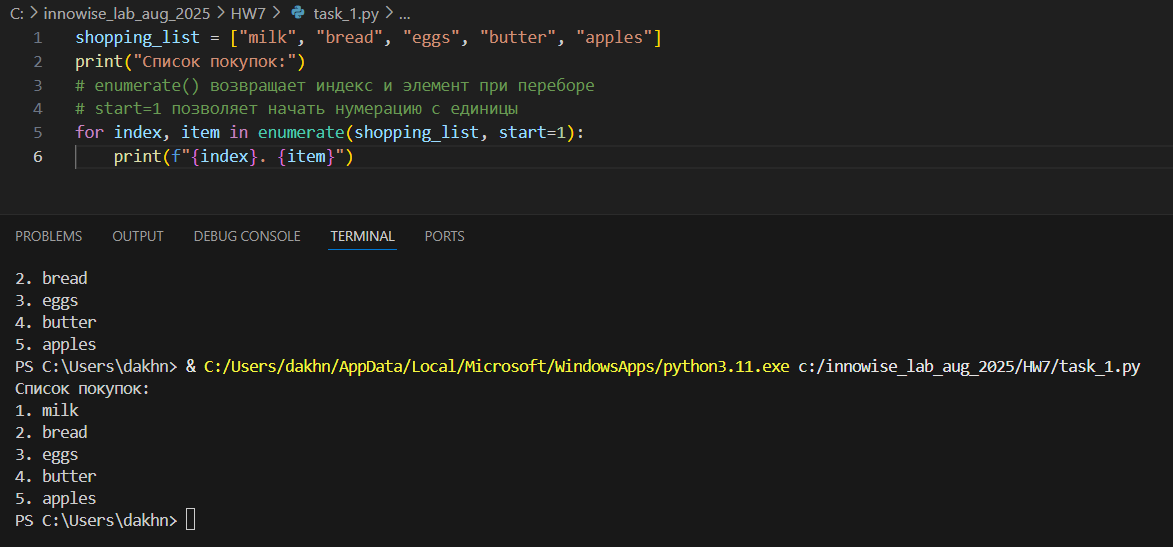 C: > innowise_lab_aug_2025 > HW7 > task_1.py > ...
1 shopping_list = ["milk", "bread", "eggs", "butter", "apples"]
2 print("Список покупок:")
3 # enumerate() возвращает индекс и элемент при переборе
4 # start=1 позволяет начать нумерацию с единицы
5 for index, item in enumerate(shopping_list, start=1):
6     print(f"{index}. {item}")
PROBLEMS OUTPUT DEBUG CONSOLE TERMINAL PORTS
2. bread
3. eggs
4. butter
5. apples
PS C:\Users\dakhn> & C:/Users/dakhn/AppData/Local/Microsoft/WindowsApps/python3.11.exe c:/innowise_lab_aug_2025/HW7/task_1.py
Список покупок:
1. milk
2. bread
3. eggs
4. butter
5. apples
PS C:\Users\dakhn>